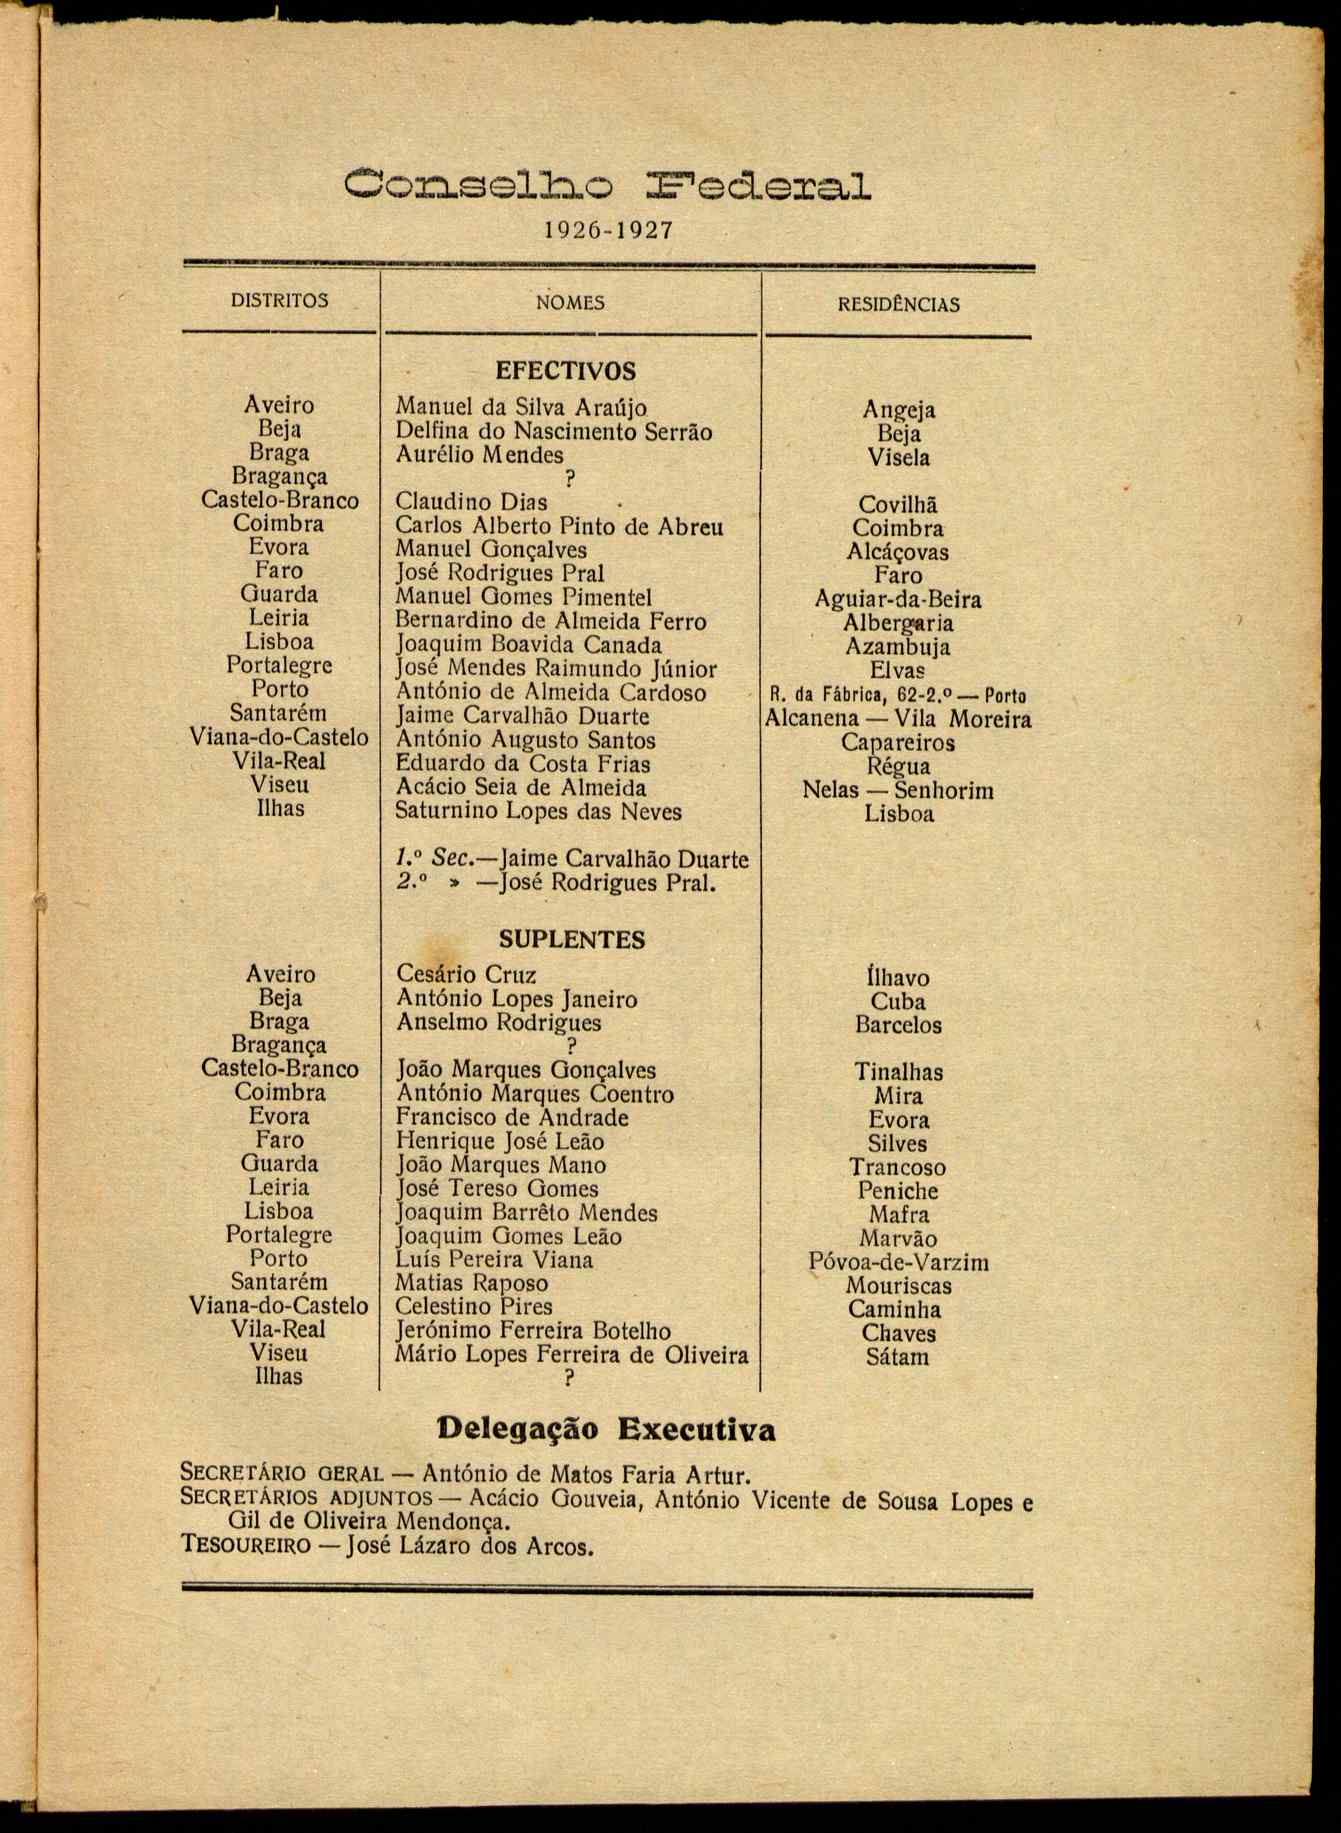 Conselho Federal
1926-1927
DISTRITOS NOMES RESIDÊNCIAS
EFECTIVOS
Aveiro Manuel da Silva Araújo Angeja
Beja Delfina do Nascimento Serrão Beja
Braga Aurélio Mendes Visela
Bragança ?
Castelo-Branco Claudino Dias Covilhã
Coimbra Carlos Alberto Pinto de Abreu Coimbra
Evora Manuel Gonçalves Alcáçovas
Faro José Rodrigues Pral Faro
Guarda Manuel Gomes Pimentel Aguiar-da-Beira
Leiria Bernardino de Almeida Ferro Albergaria
Lisboa Joaquim Boavida Canada Azambuja
Portalegre José Mendes Raimundo Júnior Elvas
Porto António de Almeida Cardoso R. da Fábrica, 62-2.º — Porto
Santarém Jaime Carvalhão Duarte Alcanena — Vila Moreira
Viana-do-Castelo António Augusto Santos Capareiros
Vila-Real Eduardo da Costa Frias Régua
Viseu Acácio Seia de Almeida Nelas — Senhorim
Ilhas Saturnino Lopes das Neves Lisboa
1.º Sec.—Jaime Carvalhão Duarte
2.º » —José Rodrigues Pral.
SUPLENTES
Aveiro Cesário Cruz Ílhavo
Beja António Lopes Janeiro Cuba
Braga Anselmo Rodrigues Barcelos
Bragança ?
Castelo-Branco João Marques Gonçalves Tinalhas
Coimbra António Marques Coentro Mira
Evora Francisco de Andrade Evora
Faro Henrique José Leão Silves
Guarda João Marques Mano Trancoso
Leiria José Tereso Gomes Peniche
Lisboa Joaquim Barrêto Mendes Mafra
Portalegre Joaquim Gomes Leão Marvão
Porto Luís Pereira Viana Póvoa-de-Varzim
Santarém Matias Raposo Mouriscas
Viana-do-Castelo Celestino Pires Caminha
Vila-Real Jerónimo Ferreira Botelho Chaves
Viseu Mário Lopes Ferreira de Oliveira Sátam
Ilhas ?
Delegação Executiva
SECRETÁRIO GERAL — António de Matos Faria Artur.
SECRETÁRIOS ADJUNTOS — Acácio Gouveia, António Vicente de Sousa Lopes e
Gil de Oliveira Mendonça.
TESOUREIRO — José Lázaro dos Arcos.